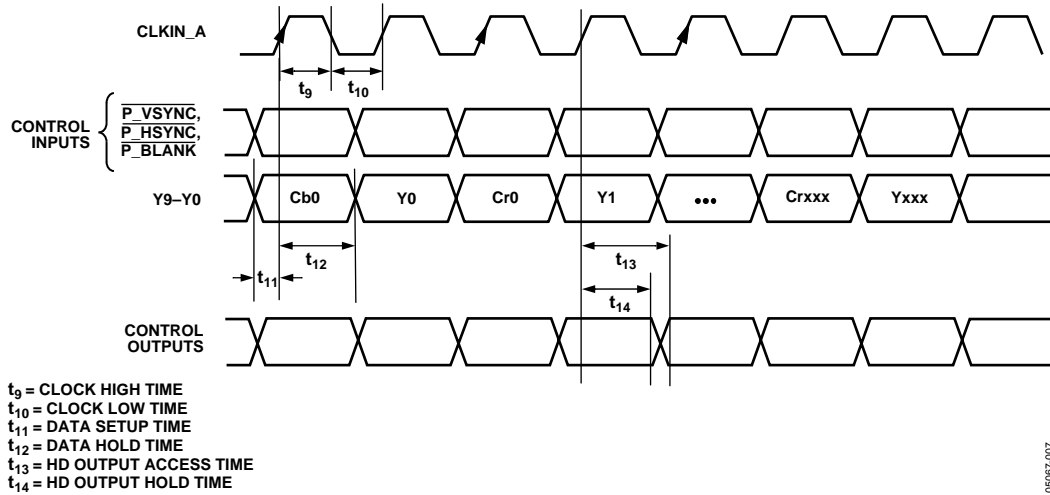 CLKIN_A
t9
t10
CONTROL
INPUTS
P_VSYNC,
P_HSYNC,
P_BLANK
Y9–Y0
Cb0
Y0
Cr0
Y1
•••
Crxxx
Yxxx
t12
t11
t13
t14
CONTROL
OUTPUTS
t9 = CLOCK HIGH TIME
t10 = CLOCK LOW TIME
t11 = DATA SETUP TIME
t12 = DATA HOLD TIME
t13 = HD OUTPUT ACCESS TIME
t14 = HD OUTPUT HOLD TIME
05067-007